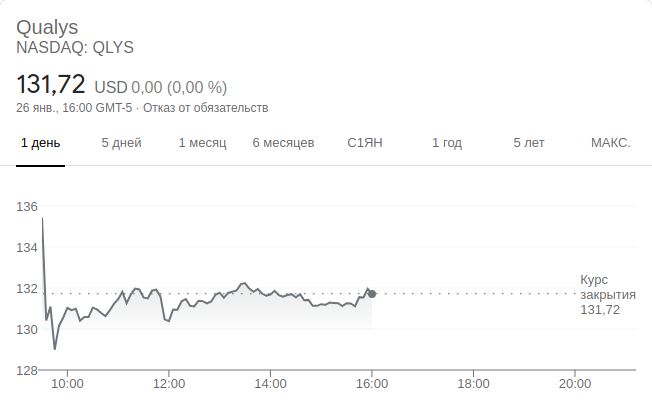 Qualys
NASDAQ: QLYS
131,72 USD 0,00 (0,00 %)
26 янв., 16:00 GMT-5 · Отказ от обязательств
1 день 5 дней 1 месяц 6 месяцев С1ЯН 1 год 5 лет МАКС.
136
134
132
130
128
Курс
закрытия
131,72
10:00 12:00 14:00 16:00 18:00 20:00